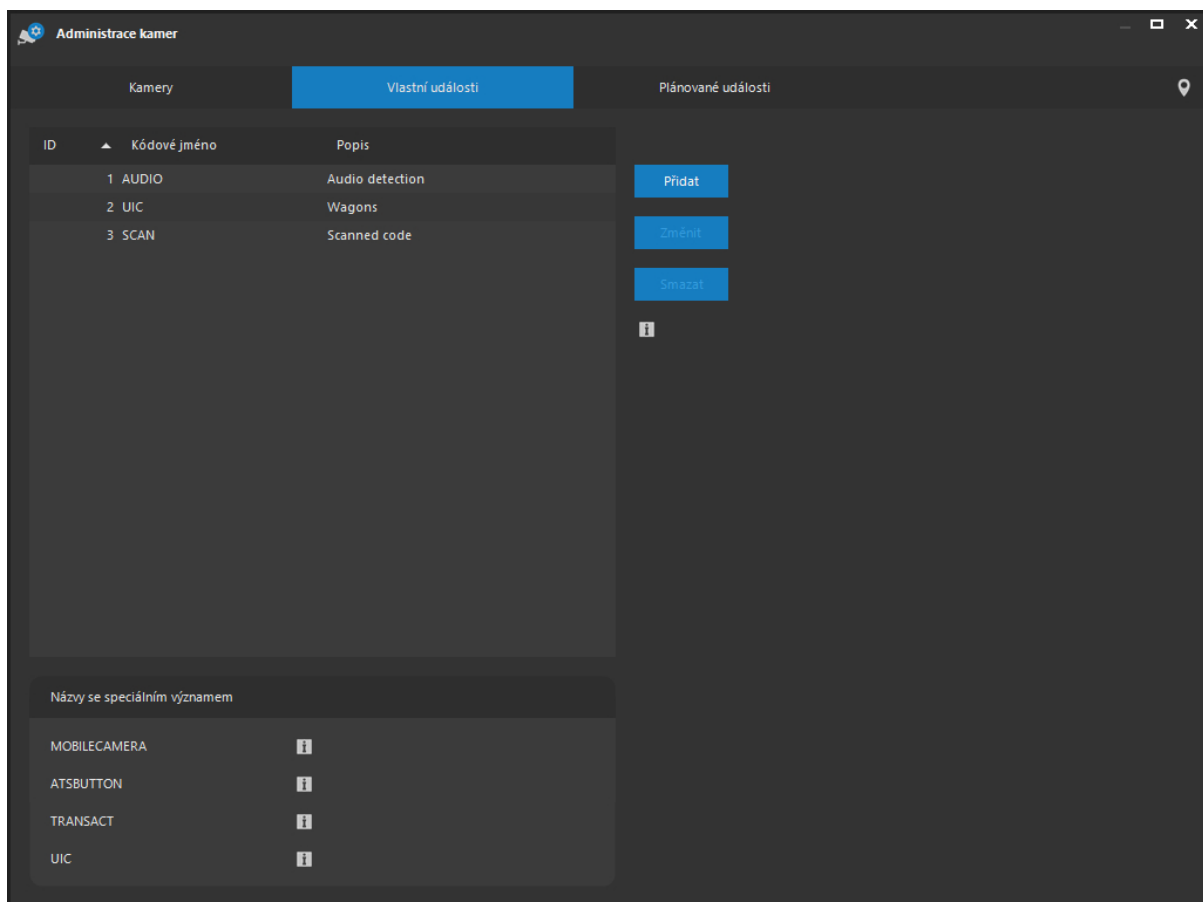 Administrace kamer
Kamery Vlastní události Plánované události
ID Kódové jméno Popis
1 AUDIO Audio detection
2 UIC Wagons
3 SCAN Scanned code
Přidat
Změnit
Smazat
Názvy se speciálním významem
MOBILECAMERA
ATSBUTTON
TRANSACT
UIC